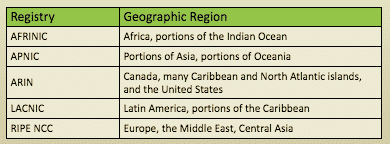 Registry Geographic Region
AFRINIC Africa, portions of the Indian Ocean
APNIC Portions of Asia, portions of Oceania
ARIN Canada, many Caribbean and North Atlantic islands,
and the United States
LACNIC Latin America, portions of the Caribbean
RIPE NCC Europe, the Middle East, Central Asia